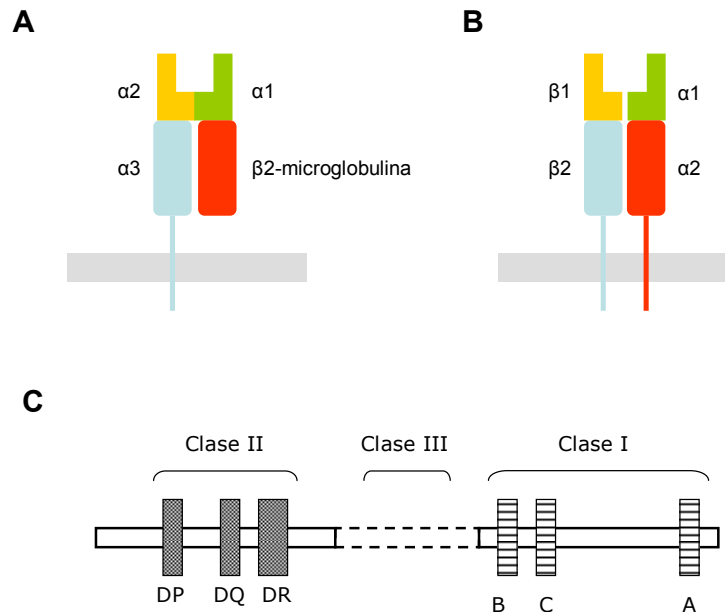 A
B
α2
α1
β1
α1
α3
β2-microglobulina
β2
α2
C
Clase II
Clase III
Clase I
DP
DQ
DR
B
C
A